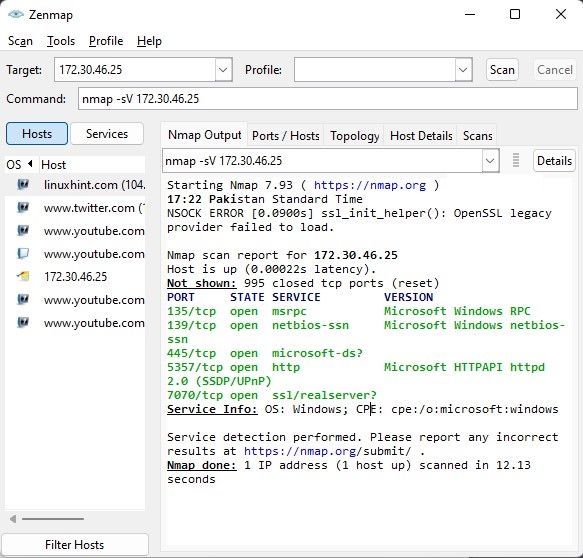 Zenmap
Scan Tools Profile Help
Target: 172.30.46.25 Profile: Scan Cancel
Command: nmap -sV 172.30.46.25
Hosts Services
Nmap Output Ports / Hosts Topology Host Details Scans
OS Host
nmap -sV 172.30.46.25 Details
linuxhint.com (104.
www.twitter.com (1
www.youtube.com
www.youtube.com
172.30.46.25
www.youtube.com
www.youtube.com
Starting Nmap 7.93 ( https://nmap.org )
17:22 Pakistan Standard Time
NSOCK ERROR [0.0900s] ssl_init_helper(): OpenSSL legacy
provider failed to load.
Nmap scan report for 172.30.46.25
Host is up (0.00022s latency).
Not shown: 995 closed tcp ports (reset)
PORT STATE SERVICE VERSION
135/tcp open msrpc Microsoft Windows RPC
139/tcp open netbios-ssn Microsoft Windows netbios-
ssn
445/tcp open microsoft-ds?
5357/tcp open http Microsoft HTTPAPI httpd
2.0 (SSDP/UPnP)
7070/tcp open ssl/realserver?
Service Info: OS: Windows; CPE: cpe:/o:microsoft:windows
Service detection performed. Please report any incorrect
results at https://nmap.org/submit/ .
Nmap done: 1 IP address (1 host up) scanned in 12.13
seconds
Filter Hosts